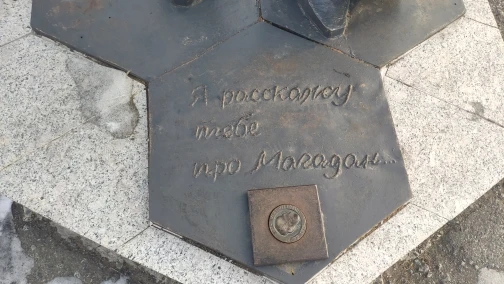 Я расскажу
тебе
про Магадан...